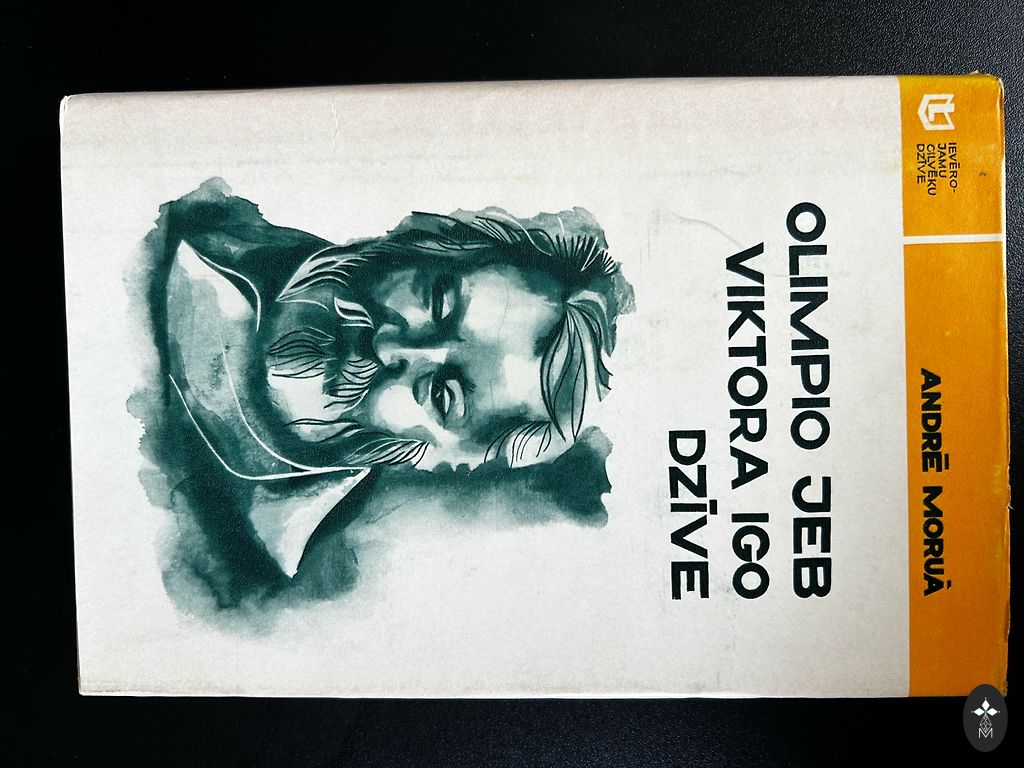 IEVĒRO-
JAMU
CILVĒKU
DZĪVE
ANDRĒ MORUĀ
OLIMPIO JEB
VIKTORA IGO
DZĪVE
M